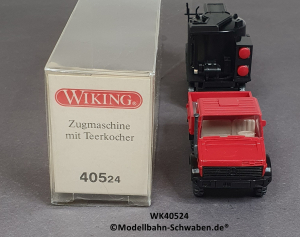 WIKING
Zugmaschine
mit Teerkocher
40524
WK40524
©Modellbahn-Schwaben.de®